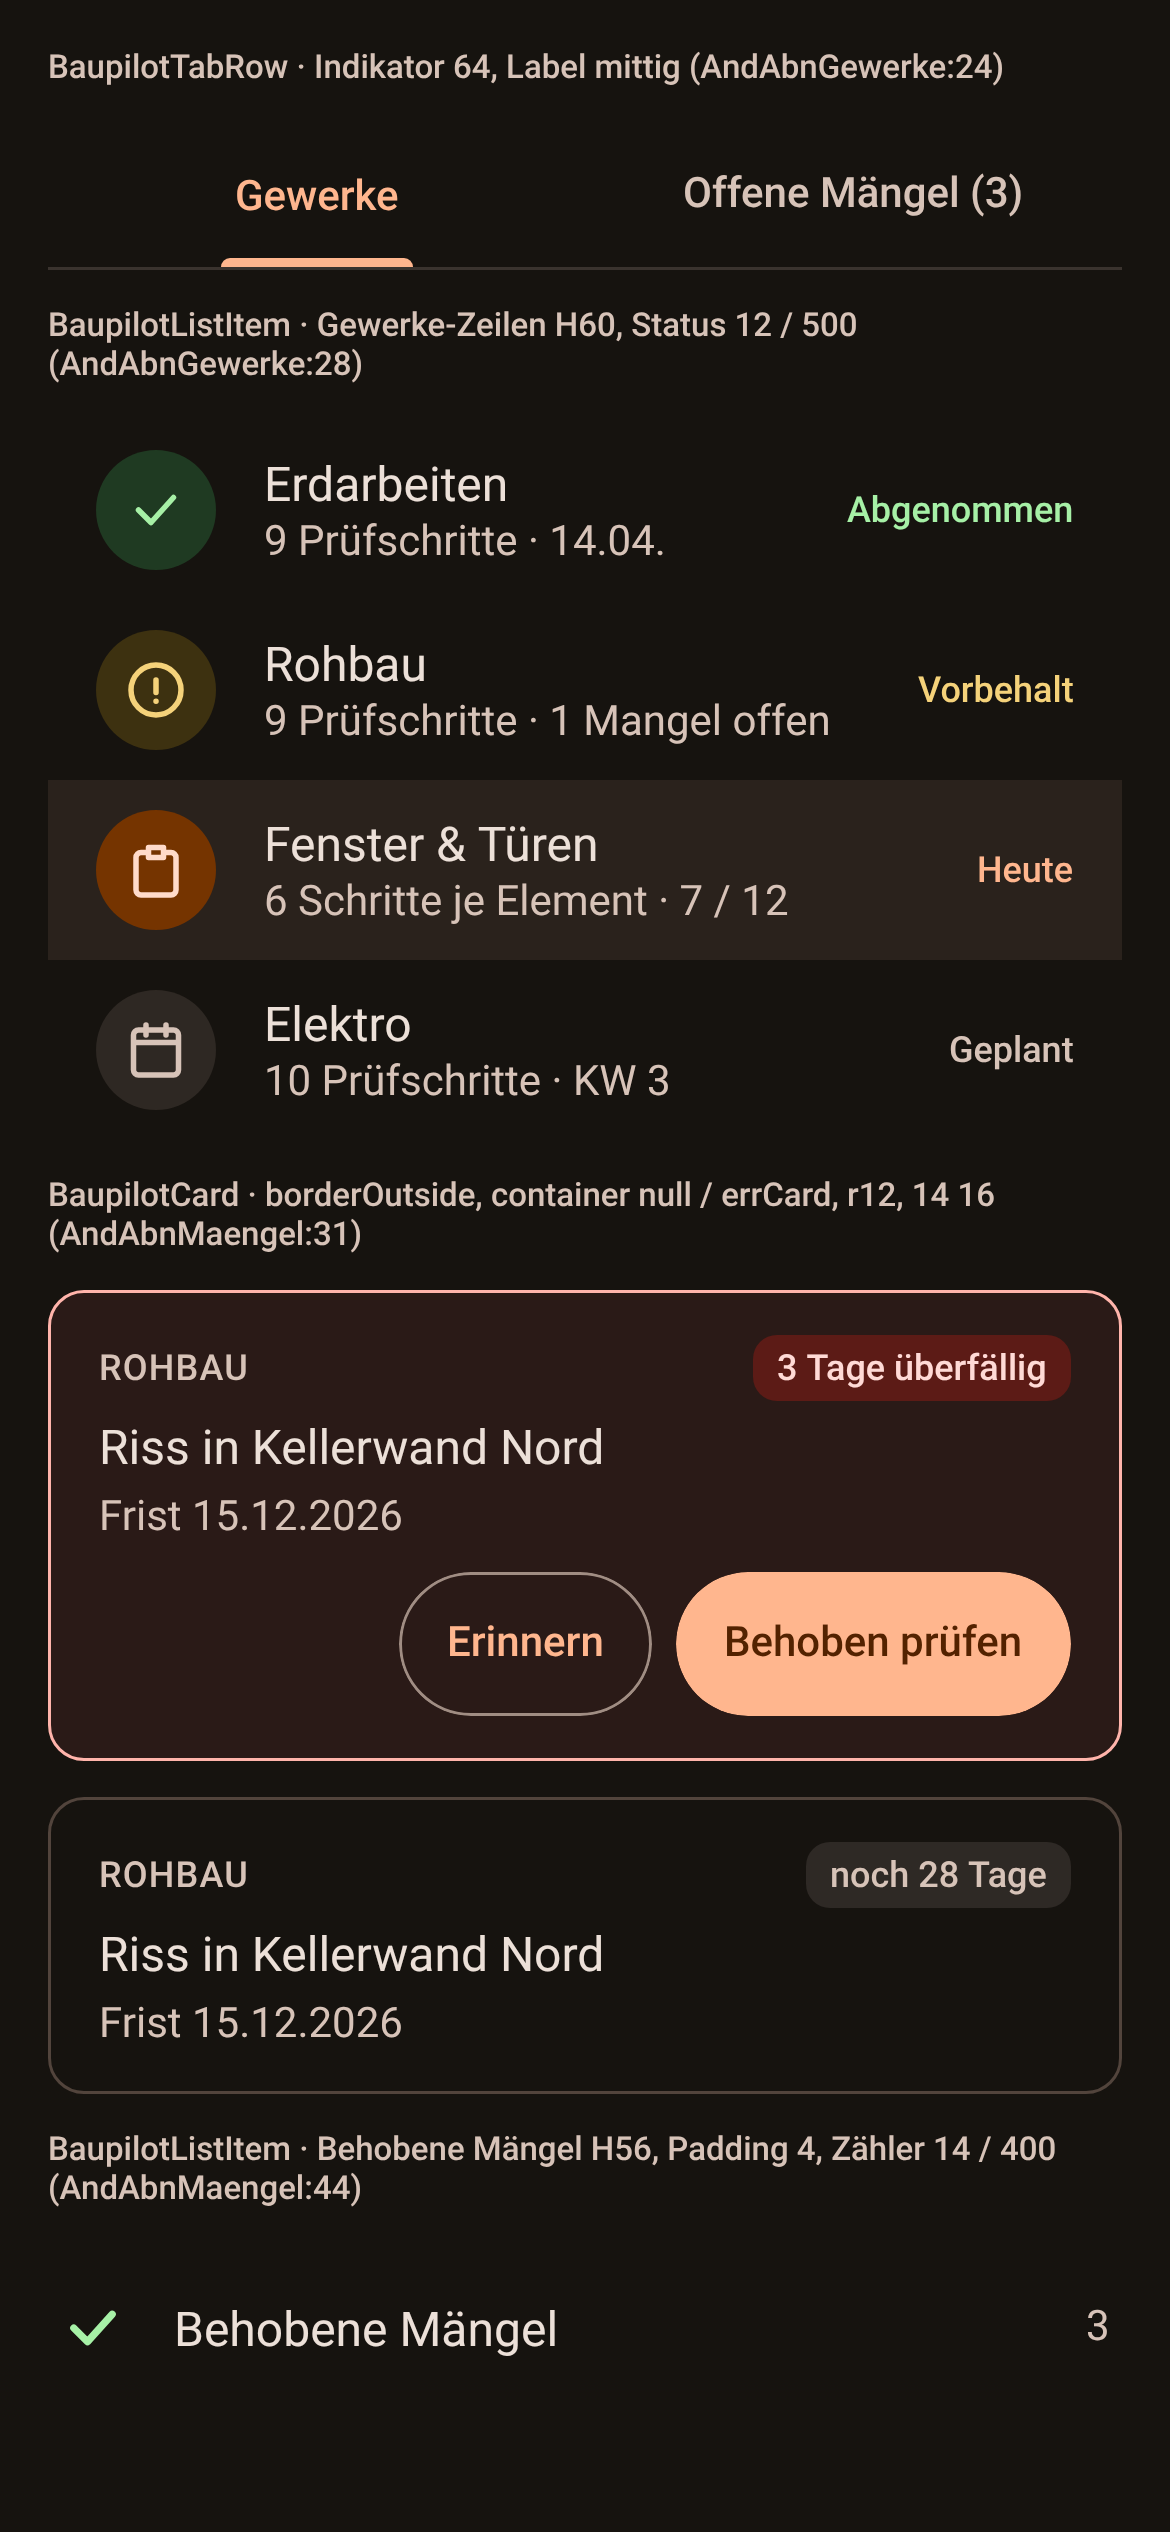 BaupilotTabRow · Indikator 64, Label mittig (AndAbnGewerke:24)
Gewerke
Offene Mängel (3)
BaupilotListItem · Gewerke-Zeilen H60, Status 12 / 500
(AndAbnGewerke:28)
Erdarbeiten
9 Prüfschritte · 14.04.
Abgenommen
Rohbau
9 Prüfschritte · 1 Mangel offen
Vorbehalt
Fenster & Türen
6 Schritte je Element · 7 / 12
Heute
Elektro
10 Prüfschritte · KW 3
Geplant
BaupilotCard · borderOutside, container null / errCard, r12, 14 16
(AndAbnMaengel:31)
ROHBAU
3 Tage überfällig
Riss in Kellerwand Nord
Frist 15.12.2026
Erinnern
Behoben prüfen
ROHBAU
noch 28 Tage
Riss in Kellerwand Nord
Frist 15.12.2026
BaupilotListItem · Behobene Mängel H56, Padding 4, Zähler 14 / 400
(AndAbnMaengel:44)
Behobene Mängel
3